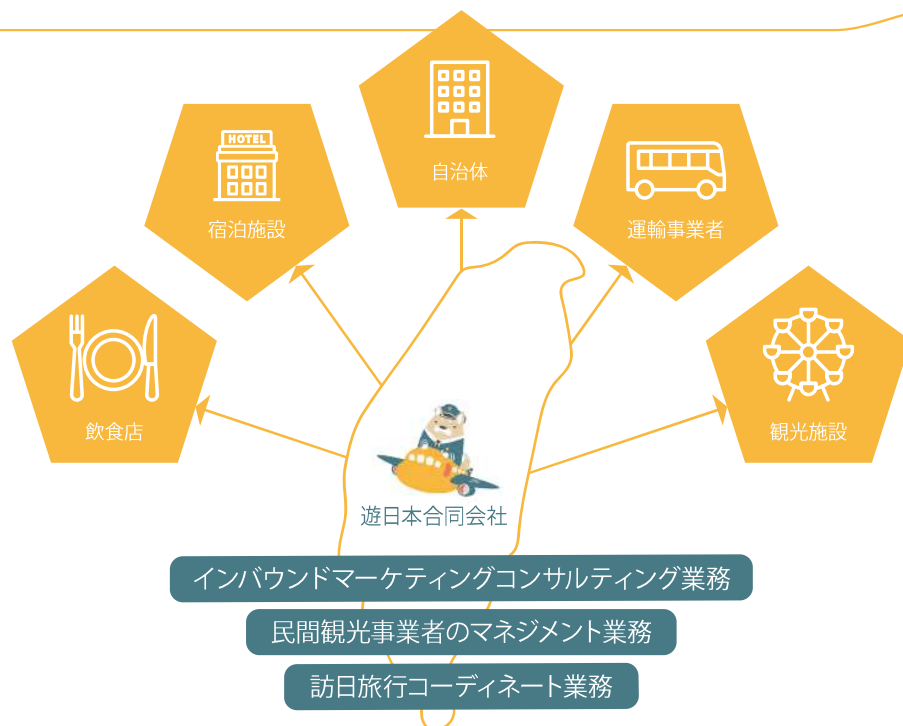 自治体
HOTEL
宿泊施設
運輸事業者
飲食店
観光施設
遊日本合同会社
インバウンドマーケティングコンサルティング業務
民間観光事業者のマネジメント業務
訪日旅行コーディネート業務